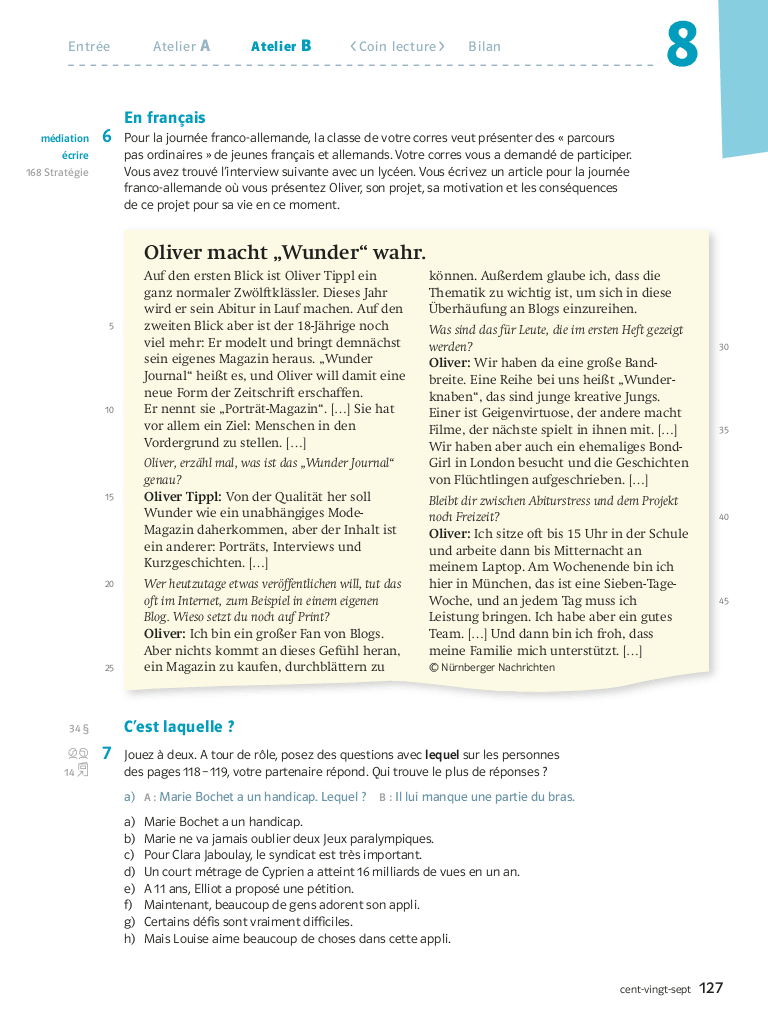 Entrée Atelier A Atelier B ‹ Coin lecture › Bilan 8
En français
médiation 6 Pour la journée franco-allemande, la classe de votre corres veut présenter des « parcours
écrire pas ordinaires » de jeunes français et allemands. Votre corres vous a demandé de participer.
168 Stratégie Vous avez trouvé l'interview suivante avec un lycéen. Vous écrivez un article pour la journée
franco-allemande où vous présentez Oliver, son projet, sa motivation et les conséquences
de ce projet pour sa vie en ce moment.
Oliver macht „Wunder“ wahr.
Auf den ersten Blick ist Oliver Tippl ein
ganz normaler Zwölftklässler. Dieses Jahr
wird er sein Abitur in Lauf machen. Auf den
5 zweiten Blick aber ist der 18-Jährige noch
viel mehr: Er modelt und bringt demnächst
sein eigenes Magazin heraus. „Wunder
Journal“ heißt es, und Oliver will damit eine
neue Form der Zeitschrift erschaffen.
10 Er nennt sie „Porträt-Magazin“. […] Sie hat
vor allem ein Ziel: Menschen in den
Vordergrund zu stellen. […]
Oliver, erzähl mal, was ist das „Wunder Journal“
genau?
15 Oliver Tippl: Von der Qualität her soll
Wunder wie ein unabhängiges Mode-
Magazin daherkommen, aber der Inhalt ist
ein anderer: Porträts, Interviews und
Kurzgeschichten. […]
20 Wer heutzutage etwas veröffentlichen will, tut das
oft im Internet, zum Beispiel in einem eigenen
Blog. Wieso setzt du noch auf Print?
Oliver: Ich bin ein großer Fan von Blogs.
Aber nichts kommt an dieses Gefühl heran,
25 ein Magazin zu kaufen, durchblättern zu
können. Außerdem glaube ich, dass die
Thematik zu wichtig ist, um sich in diese
Überhäufung an Blogs einzureihen.
Was sind das für Leute, die im ersten Heft gezeigt
werden? 30
Oliver: Wir haben da eine große Band-
breite. Eine Reihe bei uns heißt „Wunder-
knaben“, das sind junge kreative Jungs.
Einer ist Geigenvirtuose, der andere macht
Filme, der nächste spielt in ihnen mit. […] 35
Wir haben aber auch ein ehemaliges Bond-
Girl in London besucht und die Geschichten
von Flüchtlingen aufgeschrieben. […]
Bleibt dir zwischen Abiturstress und dem Projekt
noch Freizeit? 40
Oliver: Ich sitze oft bis 15 Uhr in der Schule
und arbeite dann bis Mitternacht an
meinem Laptop. Am Wochenende bin ich
hier in München, das ist eine Sieben-Tage-
Woche, und an jedem Tag muss ich 45
Leistung bringen. Ich habe aber ein gutes
Team. […] Und dann bin ich froh, dass
meine Familie mich unterstützt. […]
© Nürnberger Nachrichten
34 § C'est laquelle ?
7 Jouez à deux. A tour de rôle, posez des questions avec lequel sur les personnes
14 des pages 118 – 119, votre partenaire répond. Qui trouve le plus de réponses ?
a) A : Marie Bochet a un handicap. Lequel ? B : Il lui manque une partie du bras.
a) Marie Bochet a un handicap.
b) Marie ne va jamais oublier deux Jeux paralympiques.
c) Pour Clara Jaboulay, le syndicat est très important.
d) Un court métrage de Cyprien a atteint 16 milliards de vues en un an.
e) A 11 ans, Elliot a proposé une pétition.
f) Maintenant, beaucoup de gens adorent son appli.
g) Certains défis sont vraiment difficiles.
h) Mais Louise aime beaucoup de choses dans cette appli.
cent-vingt-sept 127